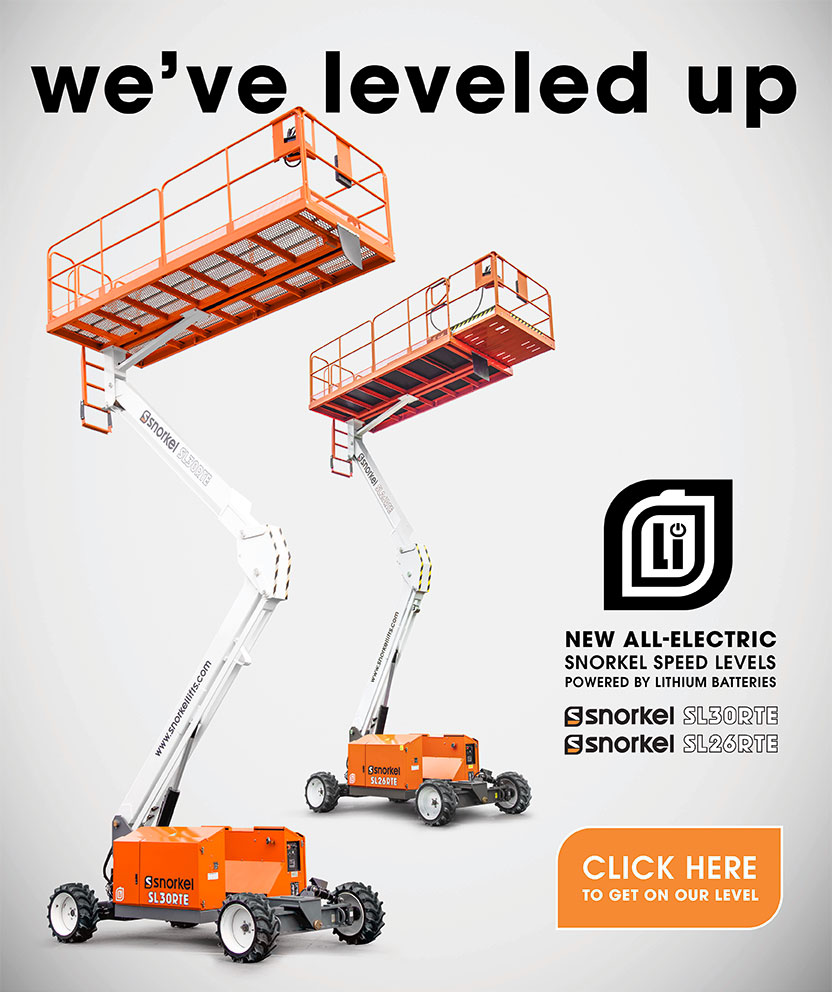 we've leveled up
snorkel SL30RTE
snorkel SL26RTE
www.snorkellifts.com
www.snorkellifts.com
Li
NEW ALL-ELECTRIC
SNORKEL SPEED LEVELS
POWERED BY LITHIUM BATTERIES
snorkel SL30RTE
snorkel SL26RTE
snorkel
SL26RTE
CLICK HERE
TO GET ON OUR LEVEL
snorkel
SL30RTE